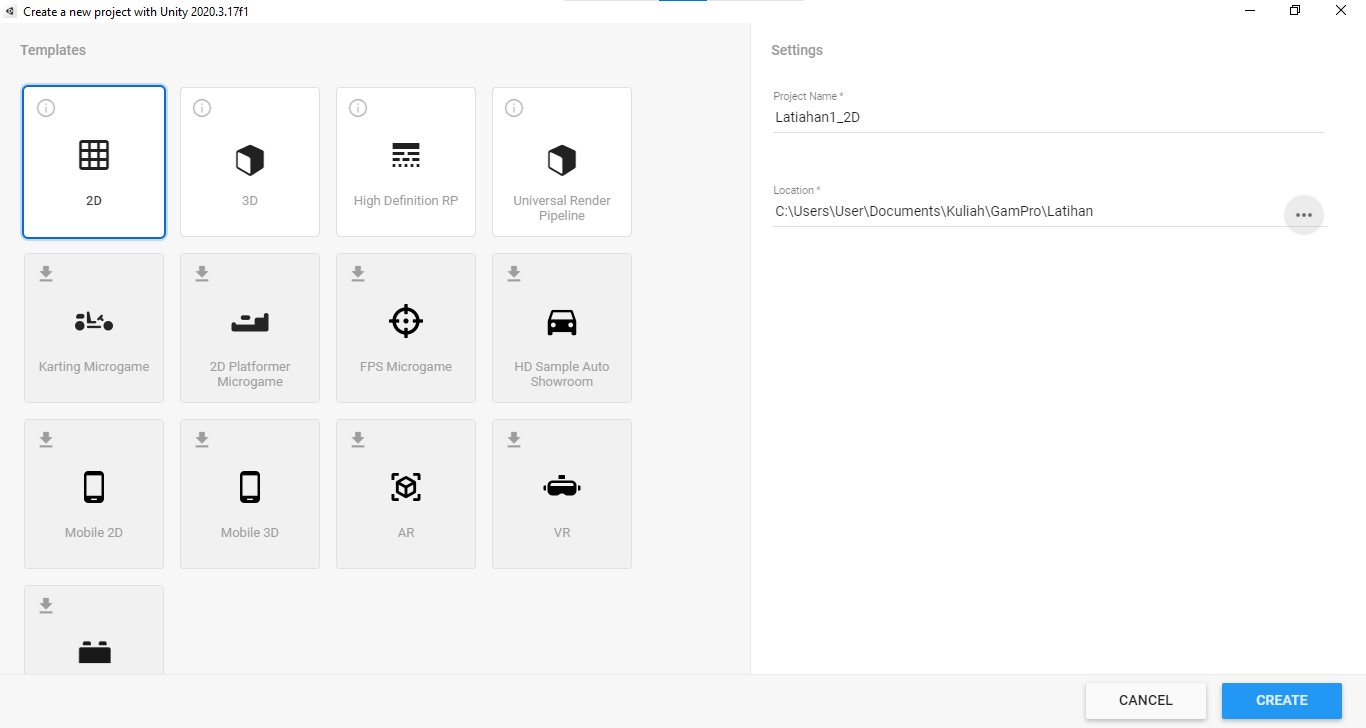 Create a new project with Unity 2020.3.17f1
Templates
Settings
2D
3D
High Definition RP
Universal Render
Pipeline
Project Name *
Latiahan1_2D
Location *
C:\Users\User\Documents\Kuliah\GamPro\Latihan
Karting Microgame
2D Platformer
Microgame
FPS Microgame
HD Sample Auto
Showroom
Mobile 2D
Mobile 3D
AR
VR
CANCEL
CREATE